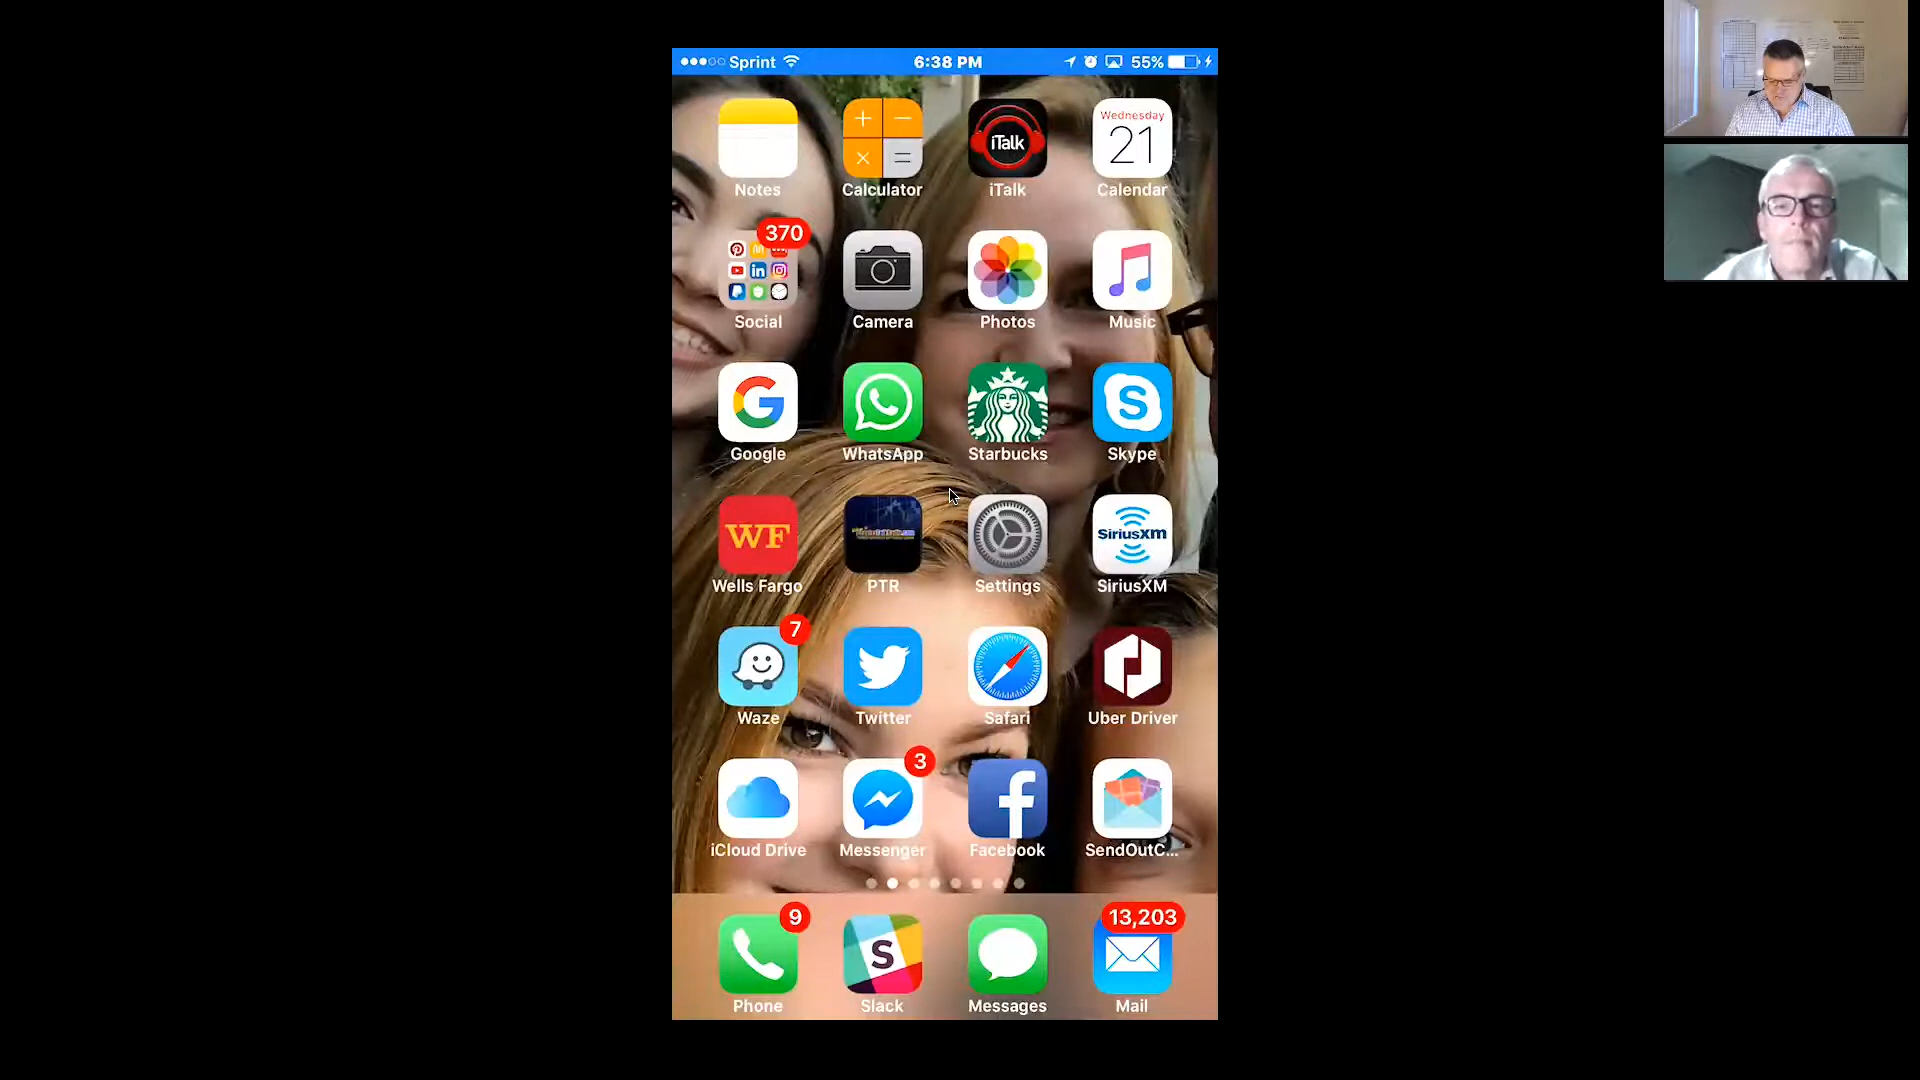 Sprint 6:38 PM 55%
Wednesday
21
iTalk
Notes Calculator iTalk Calendar
370
Social Camera Photos Music
Google WhatsApp Starbucks Skype
WF
SiriusXM
Wells Fargo PTR Settings SiriusXM
7
Waze Twitter Safari Uber Driver
3
iCloud Drive Messenger Facebook SendOutC...
9 13,203
S
Phone Slack Messages Mail